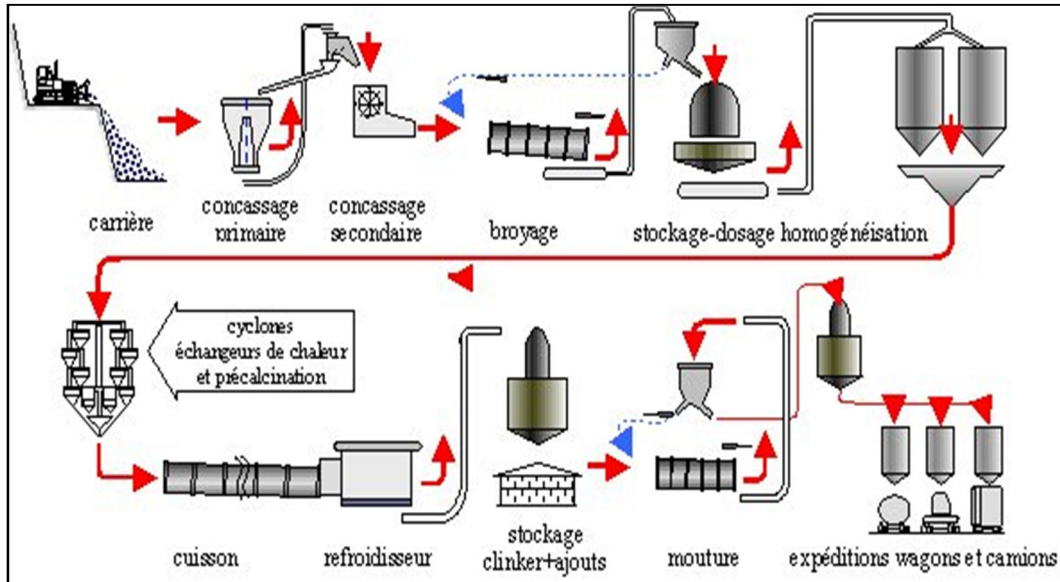 carrière
concassage
primaire
concassage
secondaire
broyage
stockage-dosage homogénéisation
cyclones
échangeurs de chaleur
et précalcination
cuisson
refroidisseur
stockage
clinker+ajouts
mouture
expéditions wagons et camions